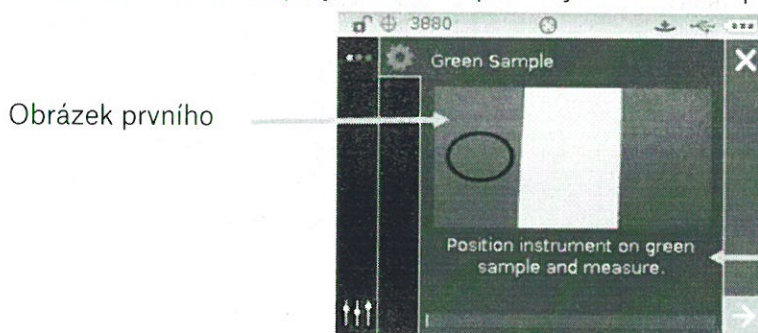 3880
Green Sample
Obrázek prvního
Position instrument on green
sample and measure.